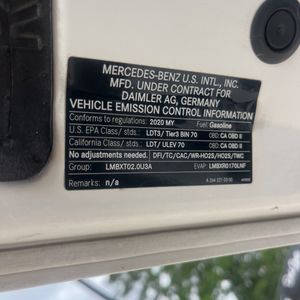 MERCEDES-BENZ U.S. INTL., INC.
MFD. UNDER CONTRACT FOR
DAIMLER AG, GERMANY
VEHICLE EMISSION CONTROL INFORMATION
Conforms to regulations: 2020 MY Fuel: Gasoline
U.S. EPA Class/ stds.: LDT3/ Tier3 BIN 70 OBD: CA OBD II
California Class/ stds.: LDT/ ULEV 70 OBD: CA OBD II
No adjustments needed. DFI/TC/CAC/WR-HO2S/HO2S/TWC
Group: LMBXT02.0U3A EVAP: LMBXR0170LNF
Remarks: n/a